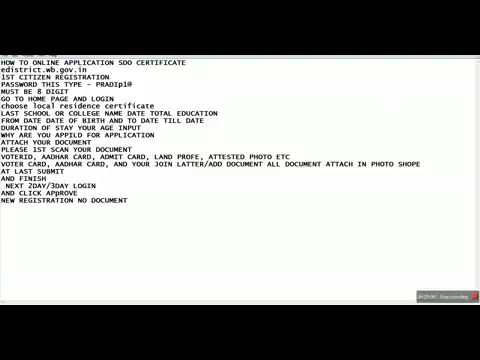 HOW TO ONLINE APPLICATION SDO CERTIFICATE
edistrict.wb.gov.in
1ST CITIZEN REGISTRATION
PASSWORD THIS TYPE - PRADIp1@
MUST BE 8 DIGIT
GO TO HOME PAGE AND LOGIN
choose local residence certificate
LAST SCHOOL OR COLLEGE NAME DATE TOTAL EDUCATION
FROM DATE DATE OF BIRTH AND TO DATE TILL DATE
DURATION OF STAY YOUR AGE INPUT
WHY ARE YOU APPILD FOR APPLICATION
ATTACH YOUR DOCUMENT
PLEASE 1ST SCAN YOUR DOCUMENT
VOTERID, AADHAR CARD, ADMIT CARD, LAND PROFE, ATTESTED PHOTO ETC
VOTER CARD, AADHAR CARD, AND YOUR JOIN LATTER/ADD DOCUMENT ALL DOCUMENT ATTACH IN PHOTO SHOPE
AT LAST SUBMIT
AND FINISH
NEXT 2DAY/3DAY LOGIN
AND CLICK APpROVE
NEW REGISTRATION NO DOCUMENT
Stop recording